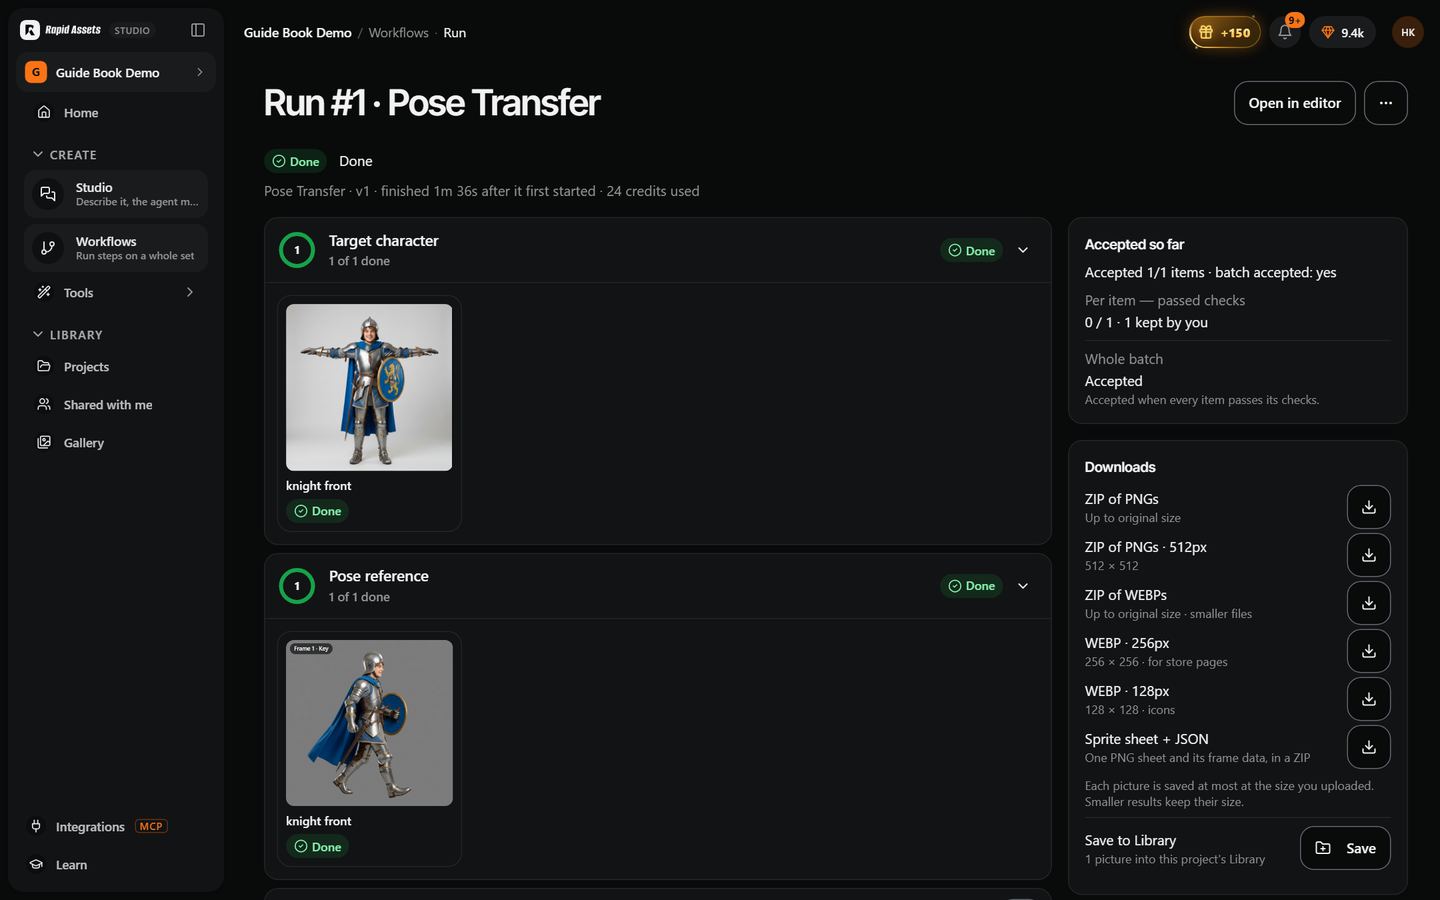 Rapid Assets STUDIO
Guide Book Demo / Workflows · Run
+150
9+
9.4k
HK
G Guide Book Demo
Home
CREATE
Studio
Describe it, the agent m...
Workflows
Run steps on a whole set
Tools
LIBRARY
Projects
Shared with me
Gallery
Integrations MCP
Learn
Run #1 · Pose Transfer
Open in editor
Done Done
Pose Transfer · v1 · finished 1m 36s after it first started · 24 credits used
1 Target character
1 of 1 done
Done
knight front
Done
1 Pose reference
1 of 1 done
Done
Frame 1 · Key
knight front
Done
Accepted so far
Accepted 1/1 items · batch accepted: yes
Per item — passed checks
0 / 1 · 1 kept by you
Whole batch
Accepted
Accepted when every item passes its checks.
Downloads
ZIP of PNGs
Up to original size
ZIP of PNGs · 512px
512 × 512
ZIP of WEBPs
Up to original size · smaller files
WEBP · 256px
256 × 256 · for store pages
WEBP · 128px
128 × 128 · icons
Sprite sheet + JSON
One PNG sheet and its frame data, in a ZIP
Each picture is saved at most at the size you uploaded.
Smaller results keep their size.
Save to Library
1 picture into this project's Library
Save